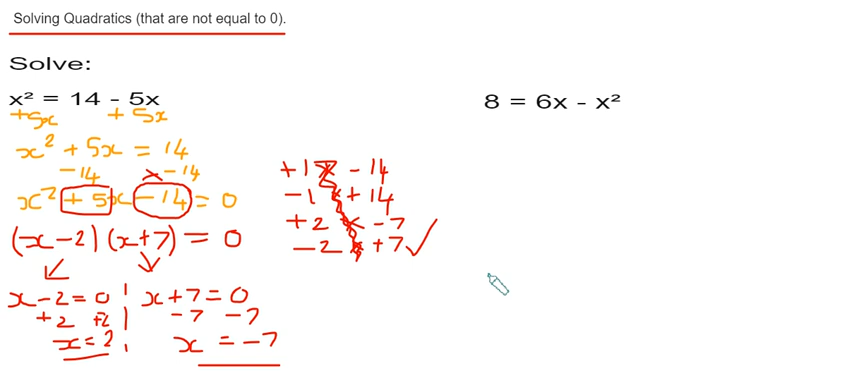 Solving Quadratics (that are not equal to 0).
Solve:
x² = 14 - 5x
+5x +5x
x² + 5x = 14
-14 -14
x² + 5x - 14 = 0
(x-2)(x+7) = 0
x-2=0 x+7=0
+2 +2 -7 -7
x=2 x = -7
+1 x -14
-1 x +14
+2 x -7
-2 x +7 ✓
8 = 6x - x²